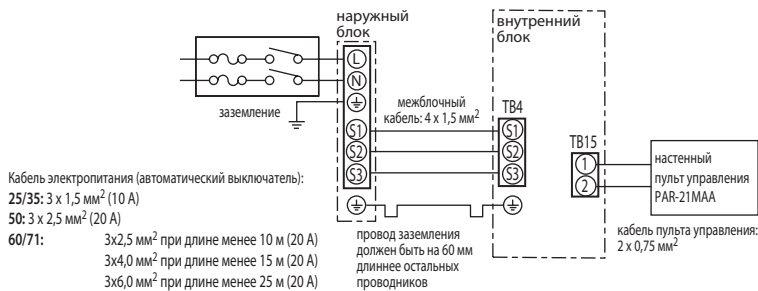 наружный
блок
внутренний
блок
L
N
заземление
S1
S2
S3
межблочный
кабель: 4 x 1,5 мм²
TB4
S1
S2
S3
TB15
1
2
настенный
пульт управления
PAR-21MAA
кабель пульта управления:
2 x 0,75 мм²
провод заземления
должен быть на 60 мм
длиннее остальных
проводников
Кабель электропитания (автоматический выключатель):
25/35: 3 x 1,5 мм² (10 А)
50: 3 x 2,5 мм² (20 А)
60/71: 3x2,5 мм² при длине менее 10 м (20 А)
3x4,0 мм² при длине менее 15 м (20 А)
3x6,0 мм² при длине менее 25 м (20 А)